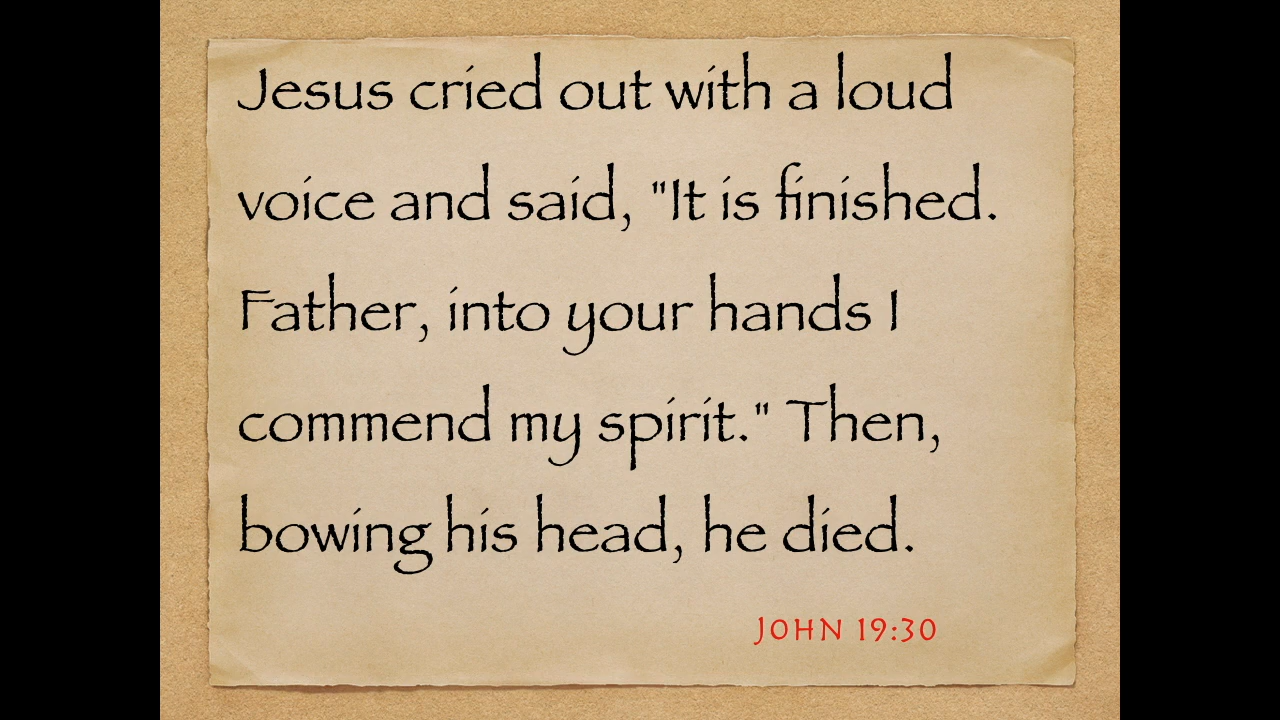 Jesus cried out with a loud
voice and said, "It is finished.
Father, into your hands I
commend my spirit." Then,
bowing his head, he died.
JOHN 19:30